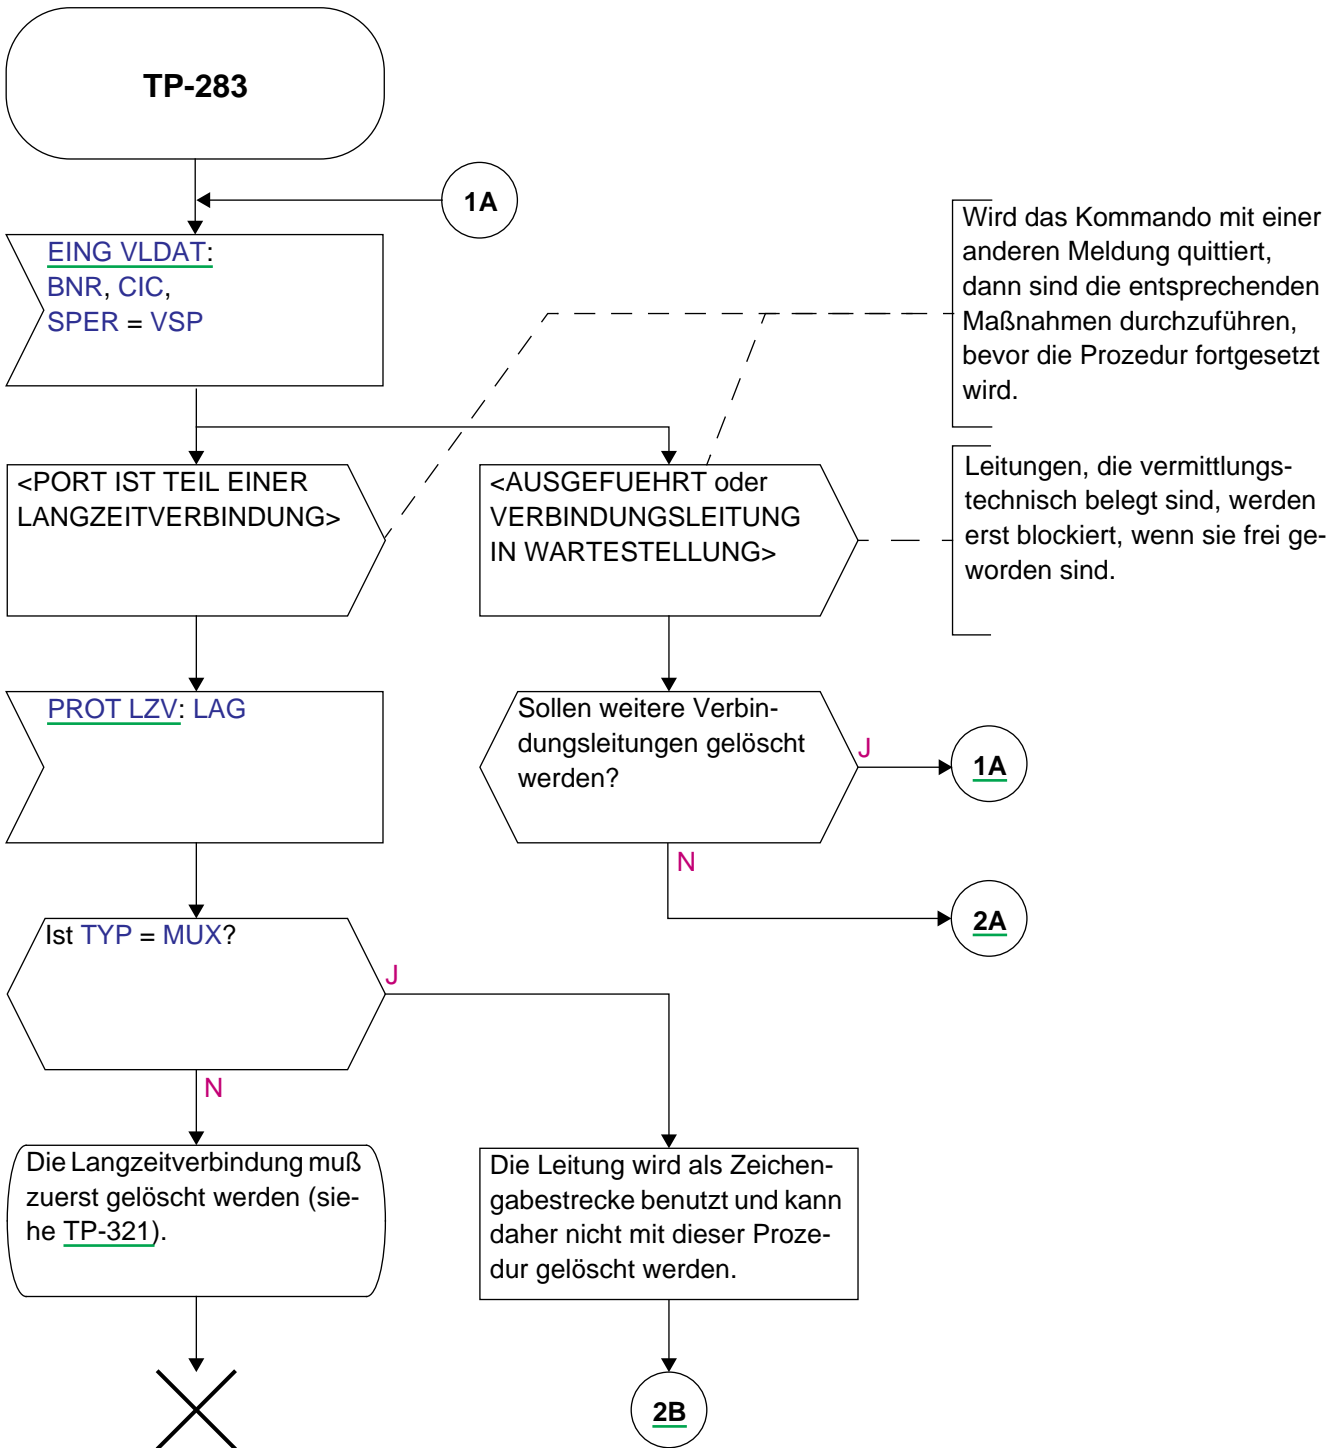 TP-283
1A
EING VLDAT:
BNR, CIC,
SPER = VSP
Wird das Kommando mit einer
anderen Meldung quittiert,
dann sind die entsprechenden
Maßnahmen durchzuführen,
bevor die Prozedur fortgesetzt
wird.
<PORT IST TEIL EINER
LANGZEITVERBINDUNG>
<AUSGEFUEHRT oder
VERBINDUNGSLEITUNG
IN WARTESTELLUNG>
Leitungen, die vermittlungs-
technisch belegt sind, werden
erst blockiert, wenn sie frei ge-
worden sind.
PROT LZV: LAG
Sollen weitere Verbin-
dungsleitungen gelöscht
werden?
J
1A
N
2A
Ist TYP = MUX?
J
N
Die Langzeitverbindung muß
zuerst gelöscht werden (sie-
he TP-321).
Die Leitung wird als Zeichen-
gabestrecke benutzt und kann
daher nicht mit dieser Proze-
dur gelöscht werden.
2B